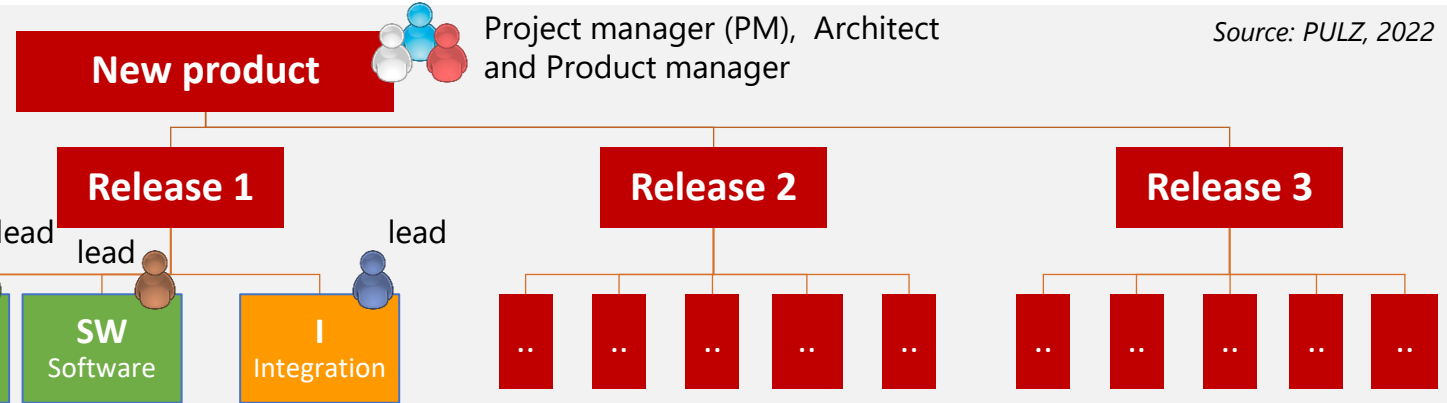 Project manager (PM), Architect
and Product manager
Source: PULZ, 2022
New product
Release 1
Release 2
Release 3
lead
lead
lead
SW
Software
I
Integration
..
..
..
..
..
..
..
..
..
..